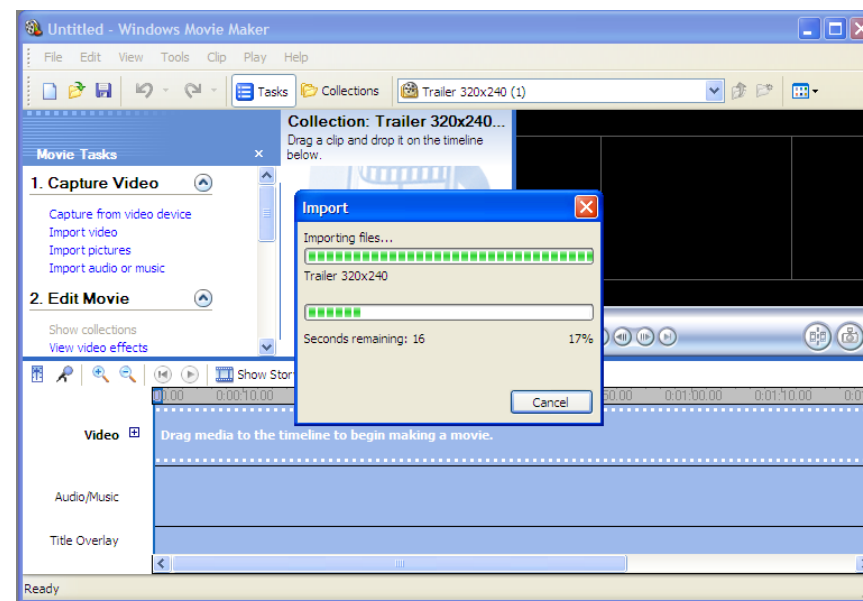 Untitled - Windows Movie Maker
File Edit View Tools Clip Play Help
Tasks Collections Trailer 320x240 (1)
Movie Tasks
Collection: Trailer 320x240...
Drag a clip and drop it on the timeline
below.
1. Capture Video
Capture from video device
Import video
Import pictures
Import audio or music
2. Edit Movie
Show collections
View video effects
Import
Importing files...
Trailer 320x240
Seconds remaining: 16 17%
Cancel
Show Stor
0:00:10.00 0:01:00.00 0:01:10.00
Video
Drag media to the timeline to begin making a movie.
Audio/Music
Title Overlay
Ready